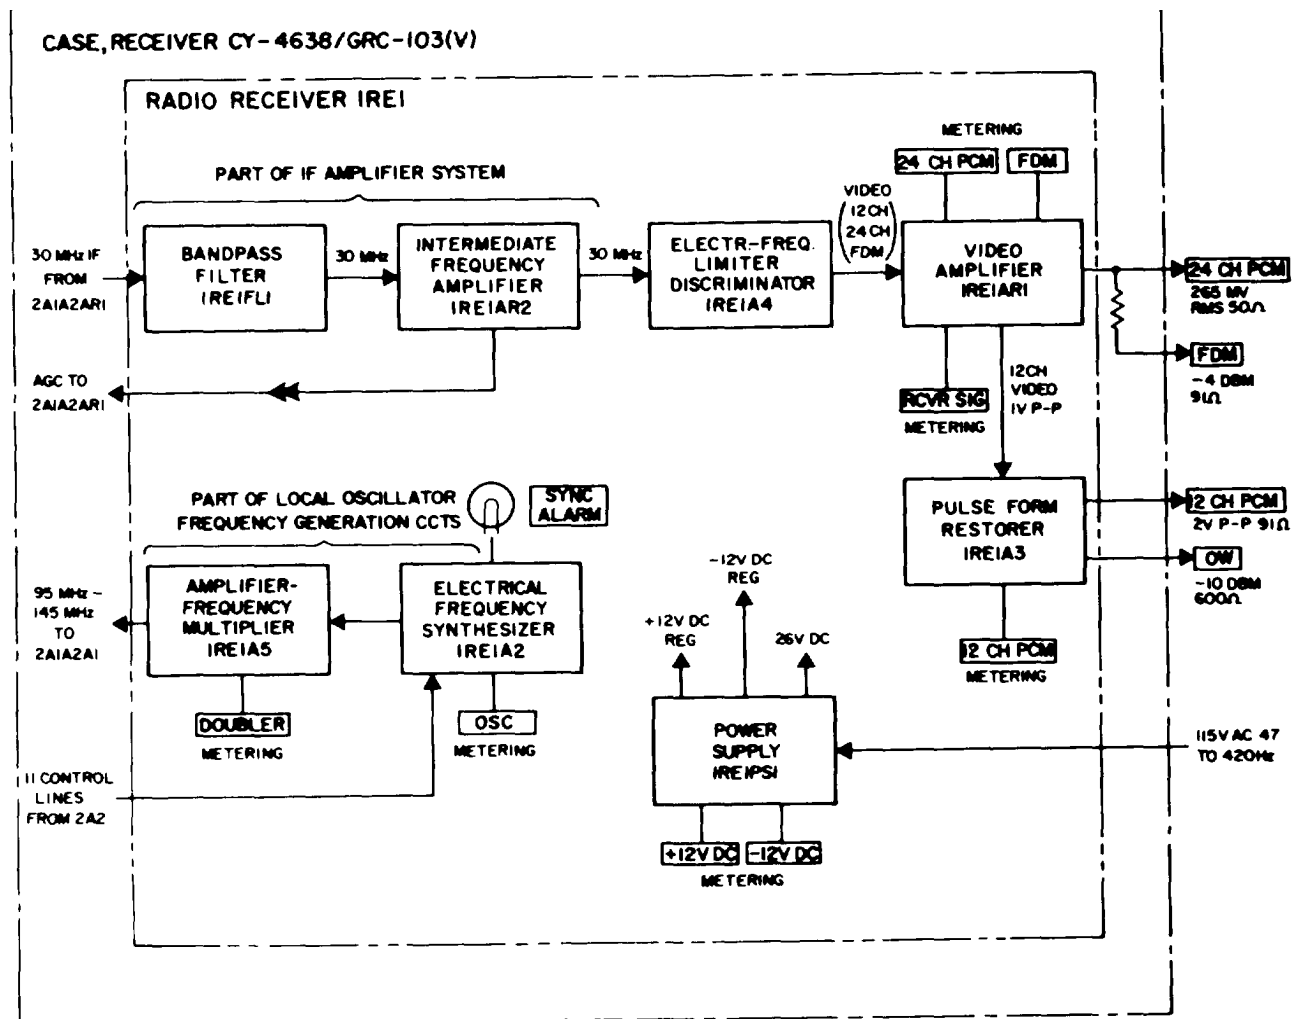 CASE, RECEIVER CY-4638/GRC-103(V)
RADIO RECEIVER 1RE1
PART OF IF AMPLIFIER SYSTEM
30 MHz IF
FROM
2A1A2AR1
BANDPASS
FILTER
1RE1FL1
30 MHz
INTERMEDIATE
FREQUENCY
AMPLIFIER
1RE1AR2
30 MHz
ELECTR-FREQ.
LIMITER
DISCRIMINATOR
1RE1A4
VIDEO
12CH
24CH
FDM
METERING
24 CH PCM
FDM
VIDEO
AMPLIFIER
1RE1AR1
24 CH PCM
265 MV
RMS 50Ω
FDM
-4 DBM
91Ω
AGC TO
2A1A2AR1
RCVR SIG
METERING
12CH
VIDEO
1V P-P
PULSE FORM
RESTORER
1RE1A3
12 CH PCM
2V P-P 91Ω
OW
-10 DBM
600Ω
12 CH PCM
METERING
PART OF LOCAL OSCILLATOR
FREQUENCY GENERATION CCTS
SYNC
ALARM
95 MHz -
145 MHz
TO
2A1A2A1
AMPLIFIER-
FREQUENCY
MULTIPLIER
1RE1A5
ELECTRICAL
FREQUENCY
SYNTHESIZER
1RE1A2
DOUBLER
METERING
OSC
METERING
11 CONTROL
LINES
FROM 2A2
+12V DC
REG
-12V DC
REG
26V DC
POWER
SUPPLY
1RE1PS1
115V AC 47
TO 420Hz
+12V DC
-12V DC
METERING